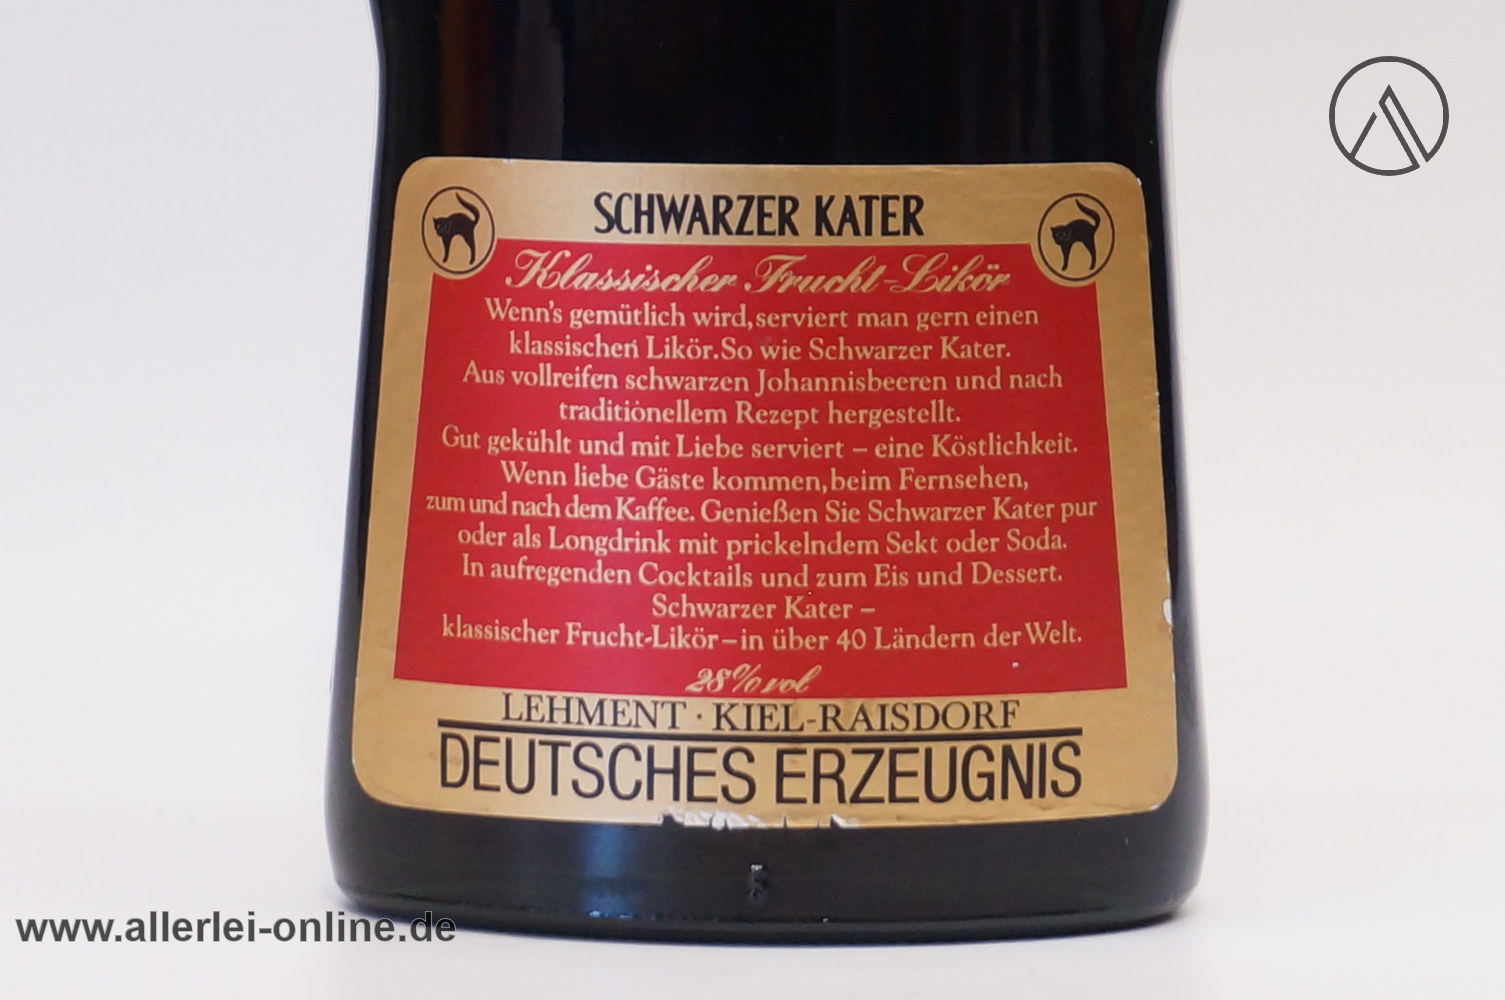 SCHWARZER KATER
Klassischer Frucht-Likör
Wenn's gemütlich wird, serviert man gern einen
klassischen Likör. So wie Schwarzer Kater.
Aus vollreifen schwarzen Johannisbeeren und nach
traditionellem Rezept hergestellt.
Gut gekühlt und mit Liebe serviert – eine Köstlichkeit.
Wenn liebe Gäste kommen, beim Fernsehen,
zum und nach dem Kaffee. Genießen Sie Schwarzer Kater pur
oder als Longdrink mit prickelndem Sekt oder Soda.
In aufregenden Cocktails und zum Eis und Dessert.
Schwarzer Kater –
klassischer Frucht-Likör – in über 40 Ländern der Welt.
28% vol
LEHMENT · KIEL-RAISDORF
DEUTSCHES ERZEUGNIS
www.allerlei-online.de